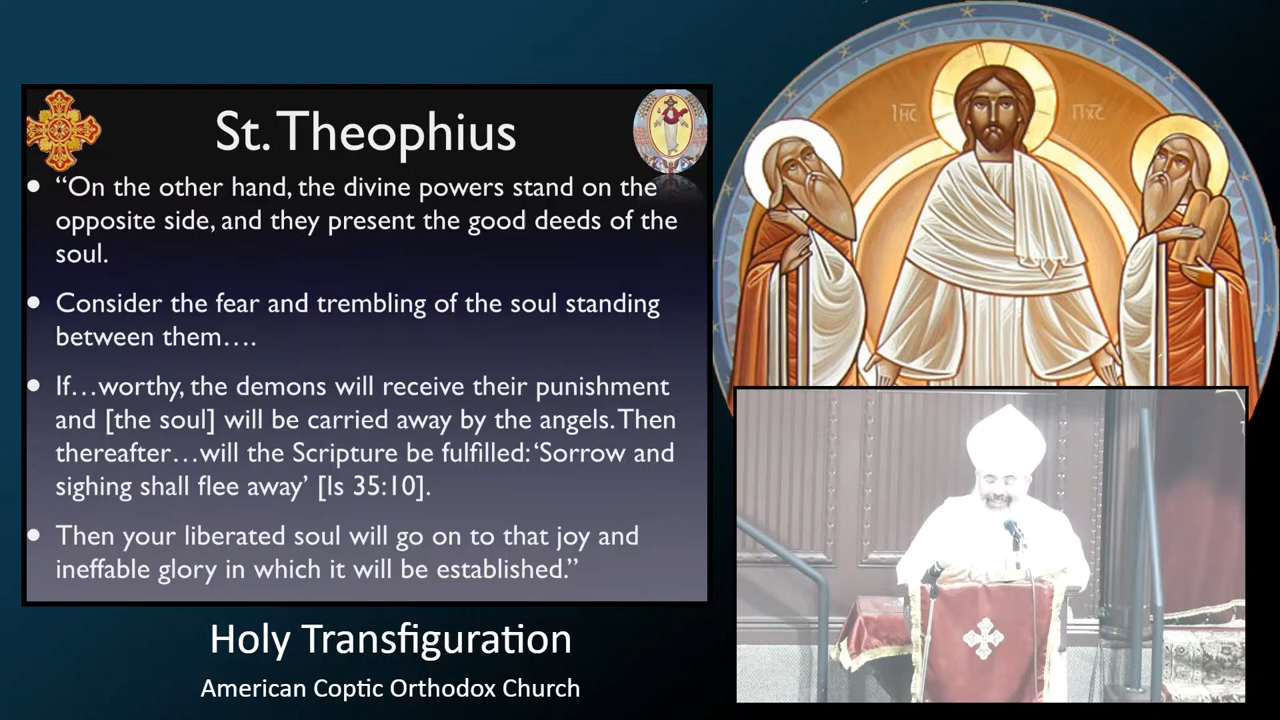 St. Theophius
• “On the other hand, the divine powers stand on the
opposite side, and they present the good deeds of the
soul.
• Consider the fear and trembling of the soul standing
between them….
• If…worthy, the demons will receive their punishment
and [the soul] will be carried away by the angels. Then
thereafter…will the Scripture be fulfilled: ‘Sorrow and
sighing shall flee away’ [Is 35:10].
• Then your liberated soul will go on to that joy and
ineffable glory in which it will be established.”
Holy Transfiguration
American Coptic Orthodox Church